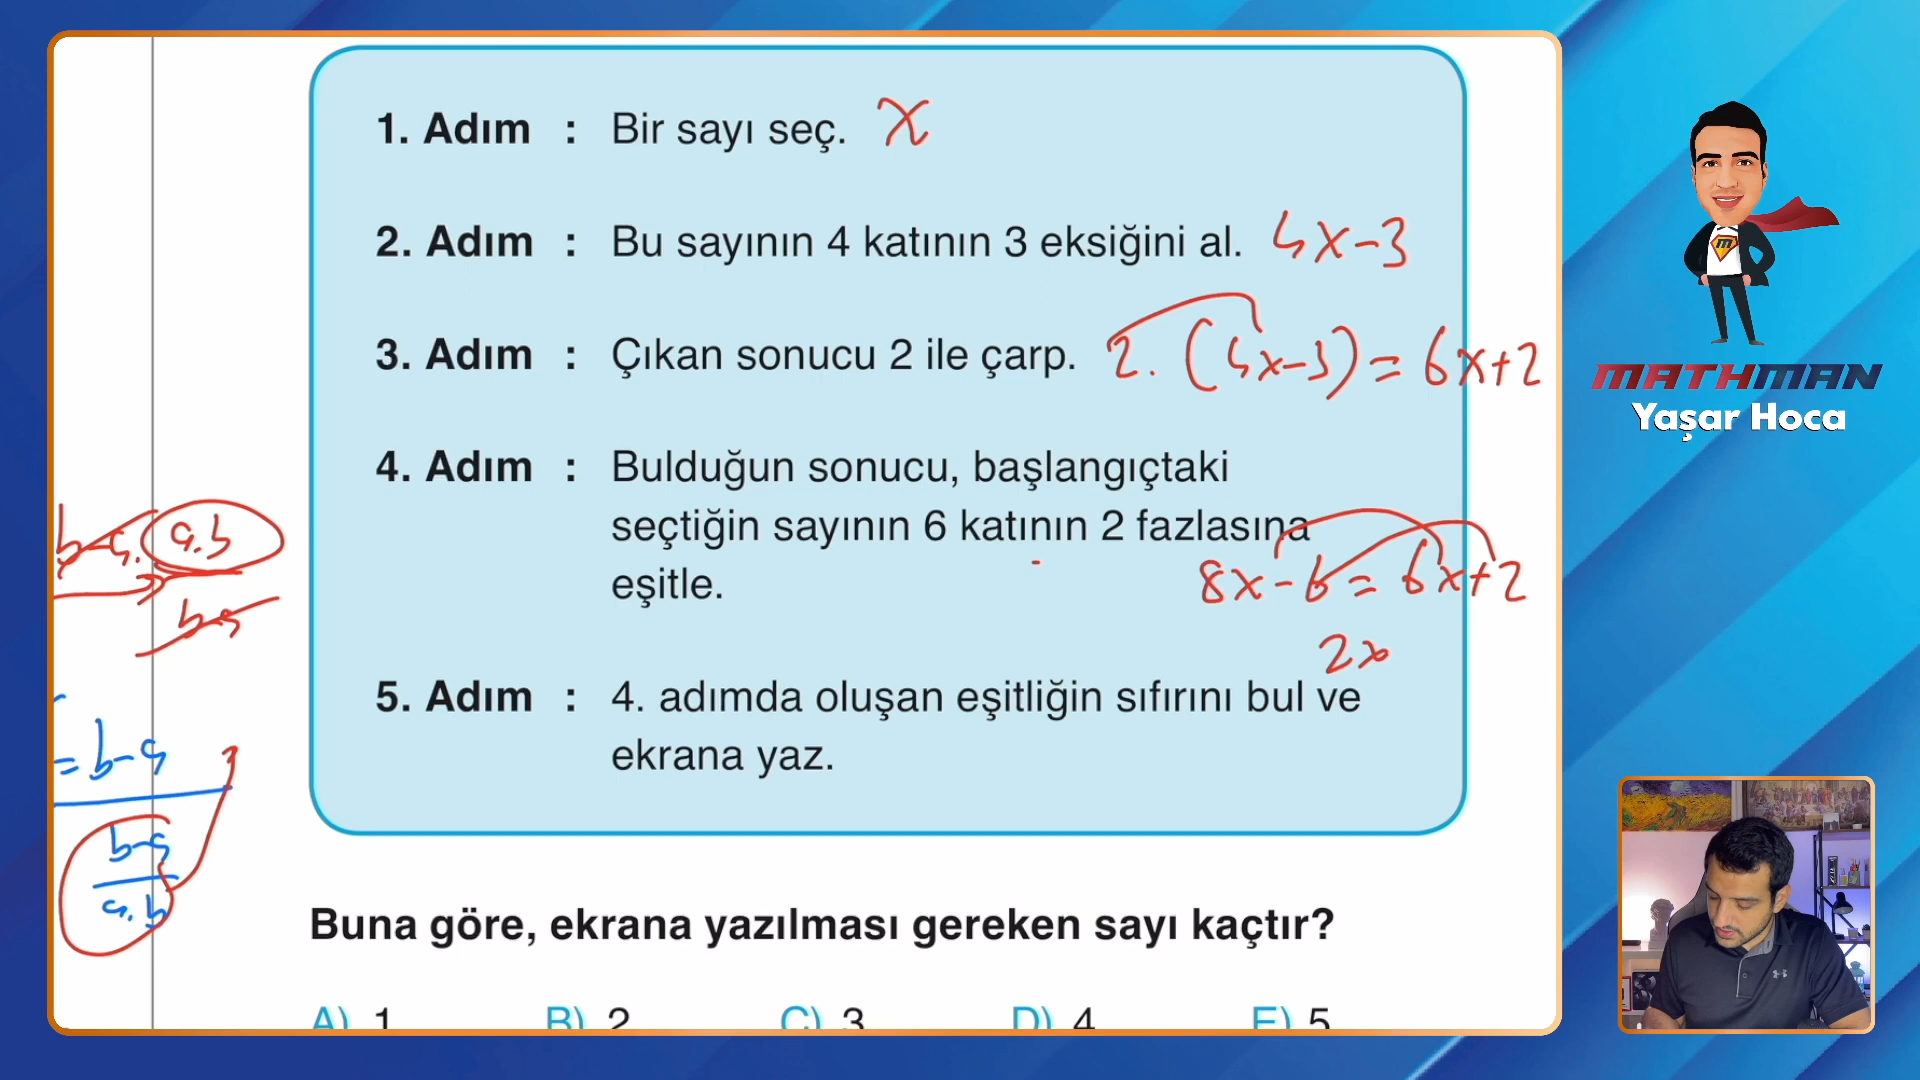 1. Adım : Bir sayı seç. x
2. Adım : Bu sayının 4 katının 3 eksiğini al. 4x-3
3. Adım : Çıkan sonucu 2 ile çarp. 2.(4x-3)=6x+2
4. Adım : Bulduğun sonucu, başlangıçtaki
seçtiğin sayının 6 katının 2 fazlasına
eşitle. 8x-6=6x+2
2x
5. Adım : 4. adımda oluşan eşitliğin sıfırını bul ve
ekrana yaz.
Buna göre, ekrana yazılması gereken sayı kaçtır?
A) 1 B) 2 C) 3 D) 4 E) 5
b-a. a.b
b-a
= b-a
b-a
a.b
m
MATHMAN
Yaşar Hoca